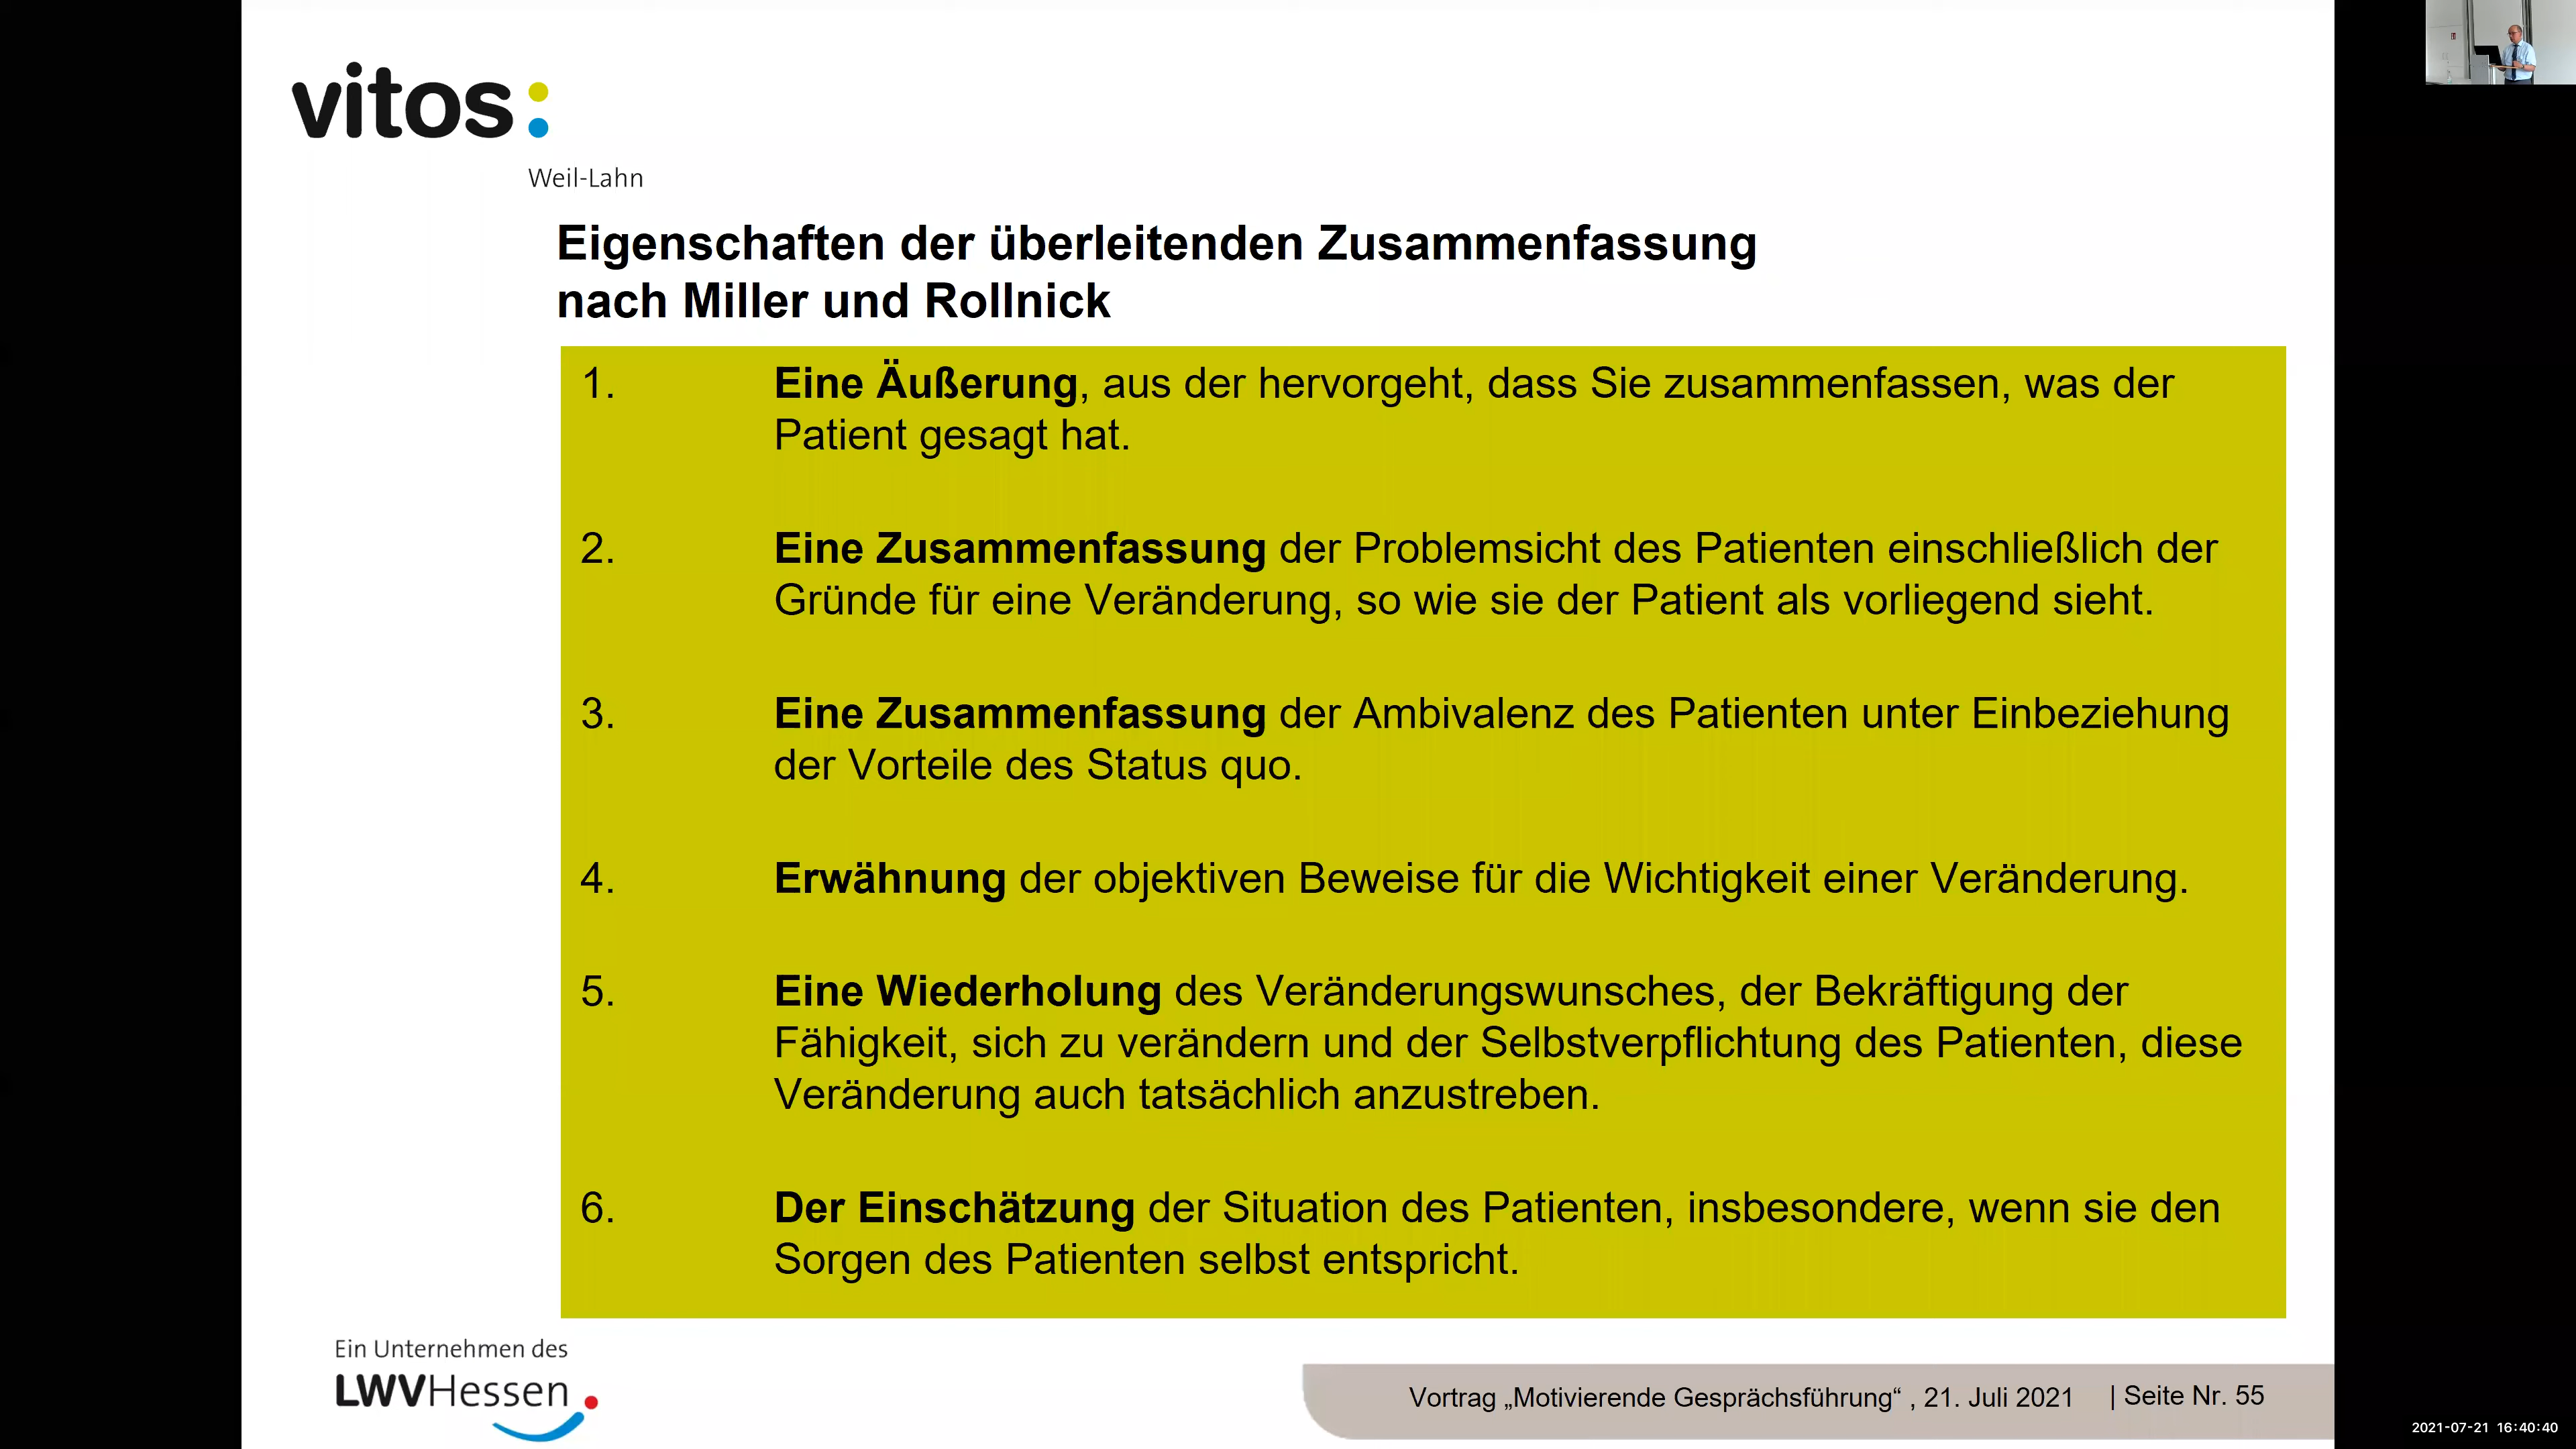 vitos:
Weil-Lahn
Eigenschaften der überleitenden Zusammenfassung
nach Miller und Rollnick
1. Eine Äußerung, aus der hervorgeht, dass Sie zusammenfassen, was der
Patient gesagt hat.
2. Eine Zusammenfassung der Problemsicht des Patienten einschließlich der
Gründe für eine Veränderung, so wie sie der Patient als vorliegend sieht.
3. Eine Zusammenfassung der Ambivalenz des Patienten unter Einbeziehung
der Vorteile des Status quo.
4. Erwähnung der objektiven Beweise für die Wichtigkeit einer Veränderung.
5. Eine Wiederholung des Veränderungswunsches, der Bekräftigung der
Fähigkeit, sich zu verändern und der Selbstverpflichtung des Patienten, diese
Veränderung auch tatsächlich anzustreben.
6. Der Einschätzung der Situation des Patienten, insbesondere, wenn sie den
Sorgen des Patienten selbst entspricht.
Ein Unternehmen des
LWVHessen
Vortrag „Motivierende Gesprächsführung“ , 21. Juli 2021 | Seite Nr. 55
2021-07-21 16:40:40